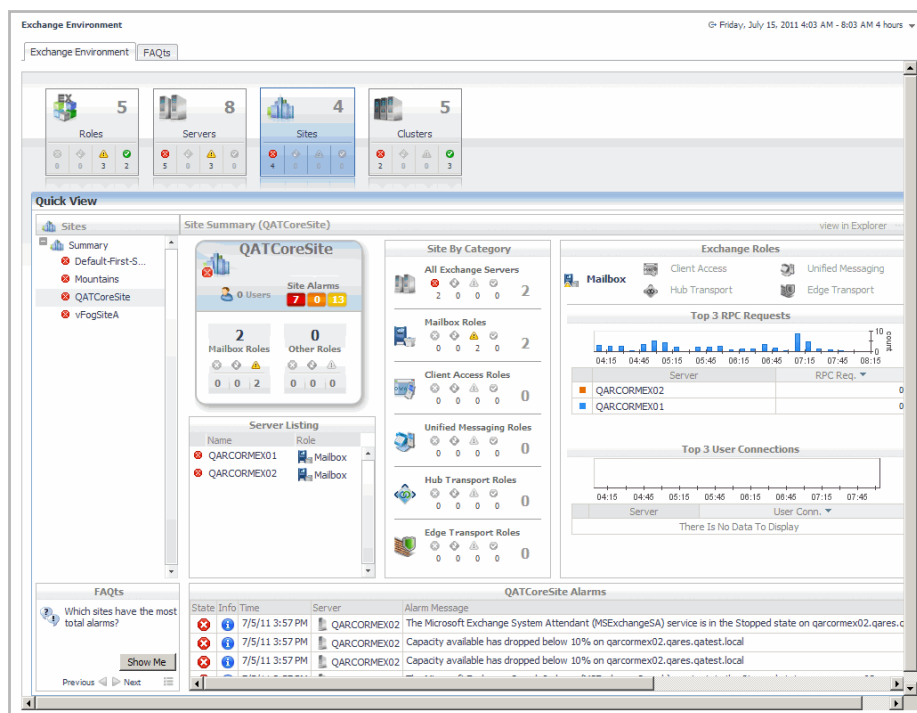 Exchange Environment
Friday, July 15, 2011 4:03 AM - 8:03 AM 4 hours
Exchange Environment FAQts
5
Roles
0 0 3 2
8
Servers
5 0 3 0
4
Sites
4 0 0 0
5
Clusters
2 0 0 3
Quick View
Sites
Summary
Default-First-S...
Mountains
QATCoreSite
vFogSiteA
Site Summary (QATCoreSite)
view in Explorer
QATCoreSite
0 Users
Site Alarms
7 0 13
2
Mailbox Roles
0 0 2
0
Other Roles
0 0 0
Server Listing
Name Role
QARCORMEX01 Mailbox
QARCORMEX02 Mailbox
Site By Category
All Exchange Servers
2 0 0 0 2
Mailbox Roles
0 0 2 0 2
Client Access Roles
0 0 0 0 0
Unified Messaging Roles
0 0 0 0 0
Hub Transport Roles
0 0 0 0 0
Edge Transport Roles
0 0 0 0 0
Exchange Roles
Mailbox
Client Access
Unified Messaging
Hub Transport
Edge Transport
Top 3 RPC Requests
10
0
count
04:15 04:45 05:15 05:45 06:15 06:45 07:15 07:45 08:15
Server RPC Req.
QARCORMEX02 0
QARCORMEX01 0
Top 3 User Connections
04:15 04:45 05:15 05:45 06:15 06:45 07:15 07:45
Server User Conn.
There Is No Data To Display
FAQts
Which sites have the most
total alarms?
Show Me
Previous Next
QATCoreSite Alarms
State Info Time Server Alarm Message
7/5/11 3:57 PM QARCORMEX02 The Microsoft Exchange System Attendant (MSExchangeSA) service is in the Stopped state on qarcormex02.qares.q
7/5/11 3:57 PM QARCORMEX02 Capacity available has dropped below 10% on qarcormex02.qares.qatest.local
7/5/11 3:57 PM QARCORMEX02 Capacity available has dropped below 10% on qarcormex02.qares.qatest.local